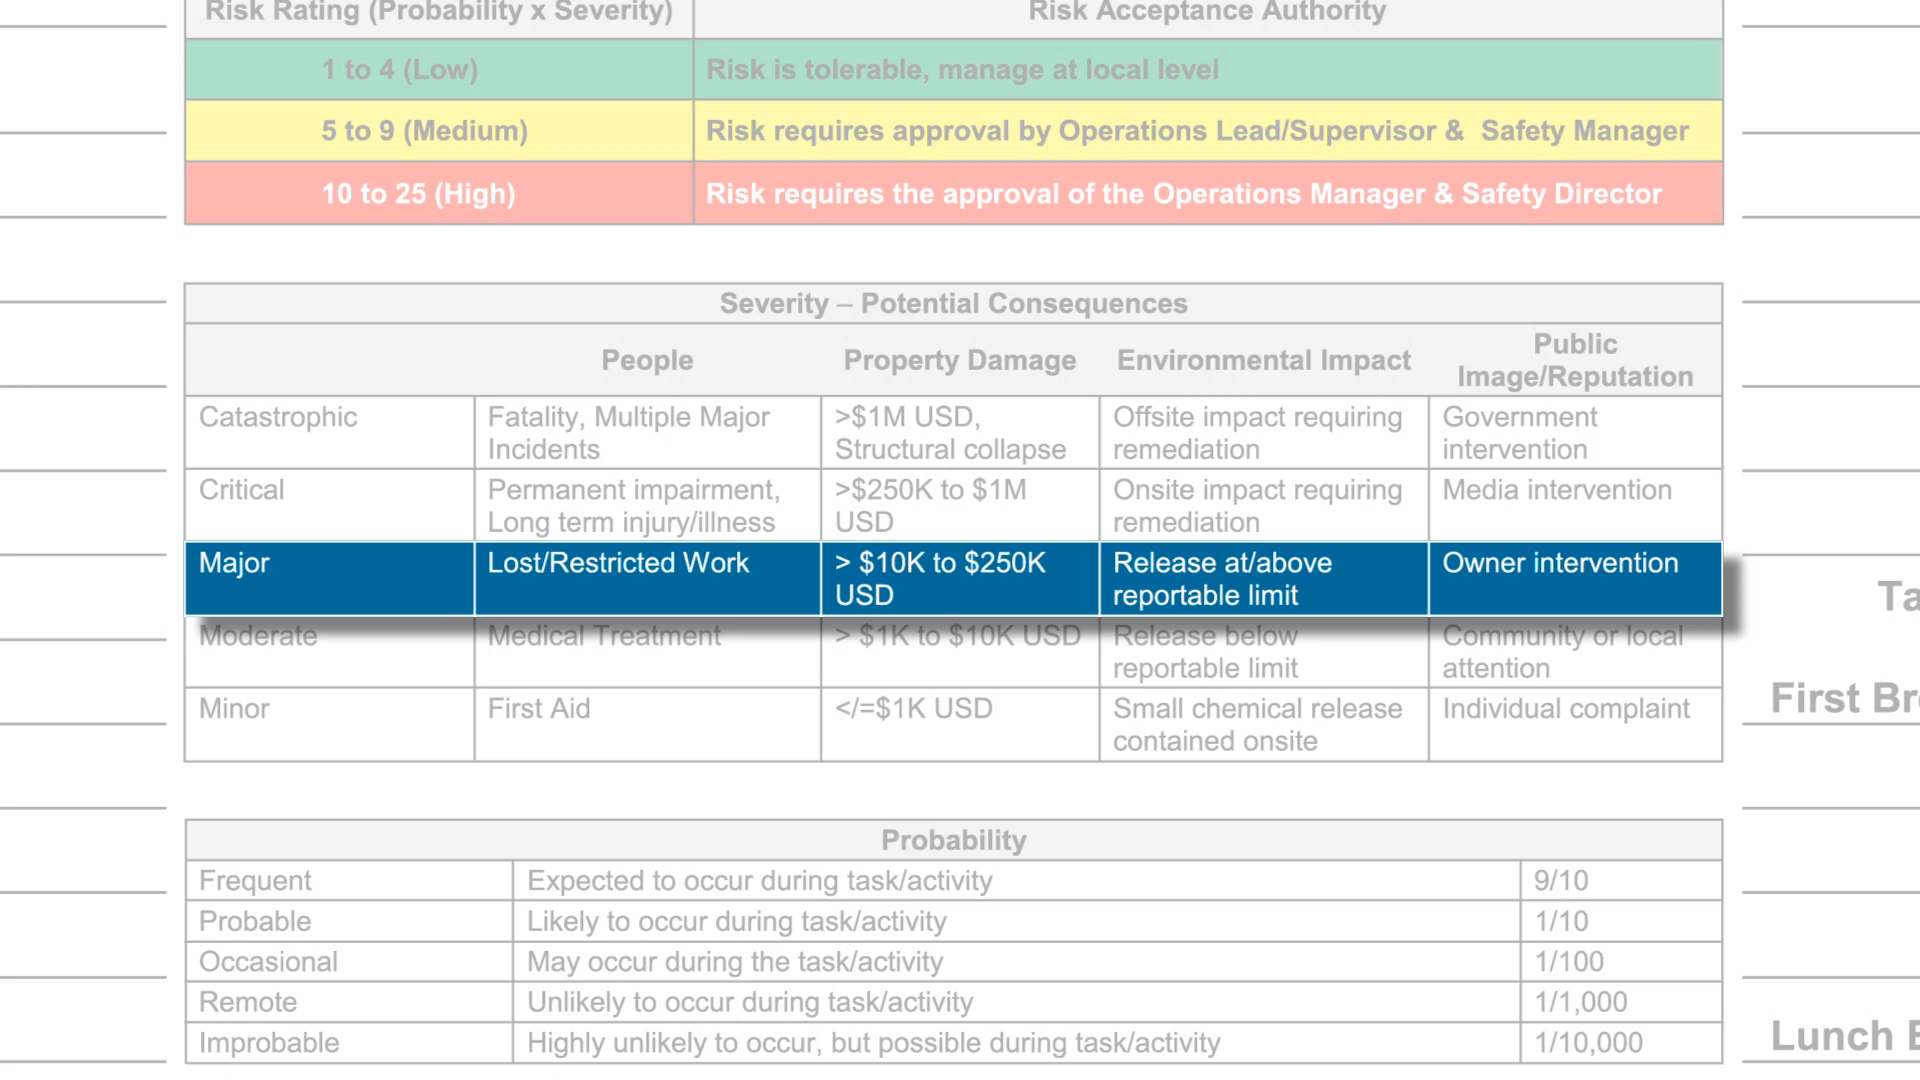 Risk Rating (Probability x Severity) Risk Acceptance Authority
1 to 4 (Low) Risk is tolerable, manage at local level
5 to 9 (Medium) Risk requires approval by Operations Lead/Supervisor & Safety Manager
10 to 25 (High) Risk requires the approval of the Operations Manager & Safety Director
Severity – Potential Consequences
People Property Damage Environmental Impact Public
Image/Reputation
Catastrophic Fatality, Multiple Major >$1M USD, Offsite impact requiring Government
Incidents Structural collapse remediation intervention
Critical Permanent impairment, >$250K to $1M Onsite impact requiring Media intervention
Long term injury/illness USD remediation
Major Lost/Restricted Work > $10K to $250K Release at/above Owner intervention
USD reportable limit
Moderate Medical Treatment > $1K to $10K USD Release below Community or local
reportable limit attention
Minor First Aid </=$1K USD Small chemical release Individual complaint
contained onsite
Probability
Frequent Expected to occur during task/activity 9/10
Probable Likely to occur during task/activity 1/10
Occasional May occur during the task/activity 1/100
Remote Unlikely to occur during task/activity 1/1,000
Improbable Highly unlikely to occur, but possible during task/activity 1/10,000
First
Lunch